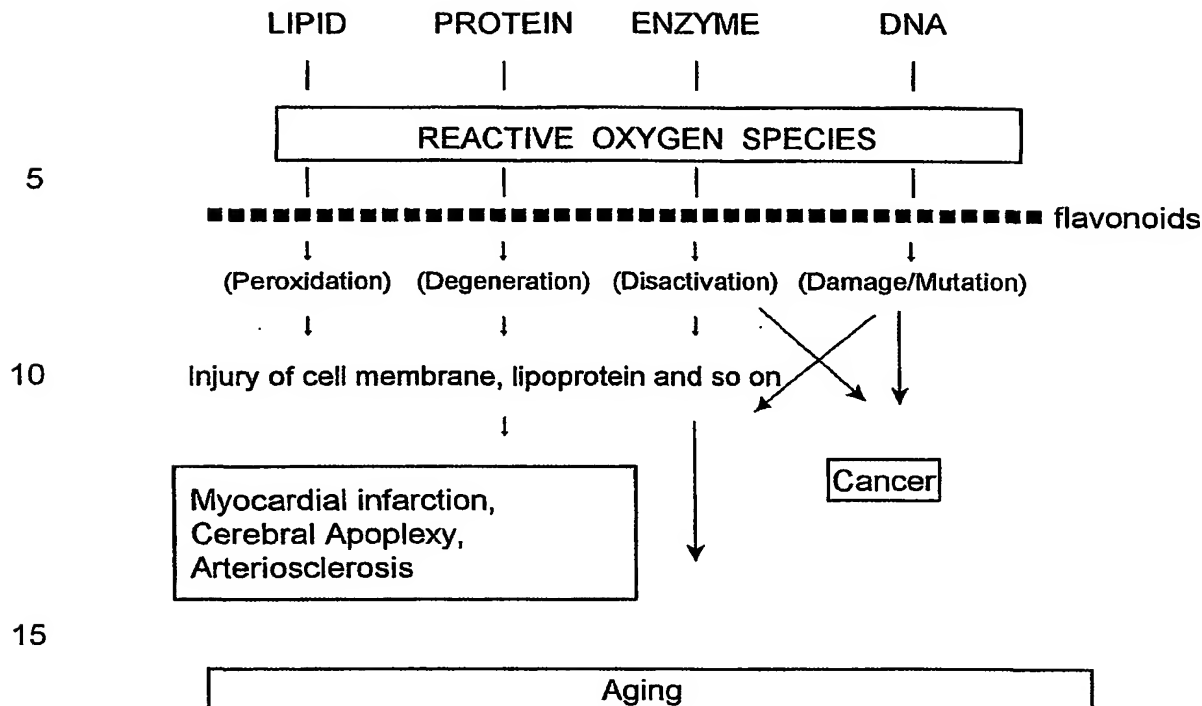 LIPID PROTEIN ENZYME DNA
REACTIVE OXYGEN SPECIES
5
flavonoids
(Peroxidation) (Degeneration) (Disactivation) (Damage/Mutation)
10 Injury of cell membrane, lipoprotein and so on
Cancer
Myocardial infarction,
Cerebral Apoplexy,
Arteriosclerosis
15
Aging